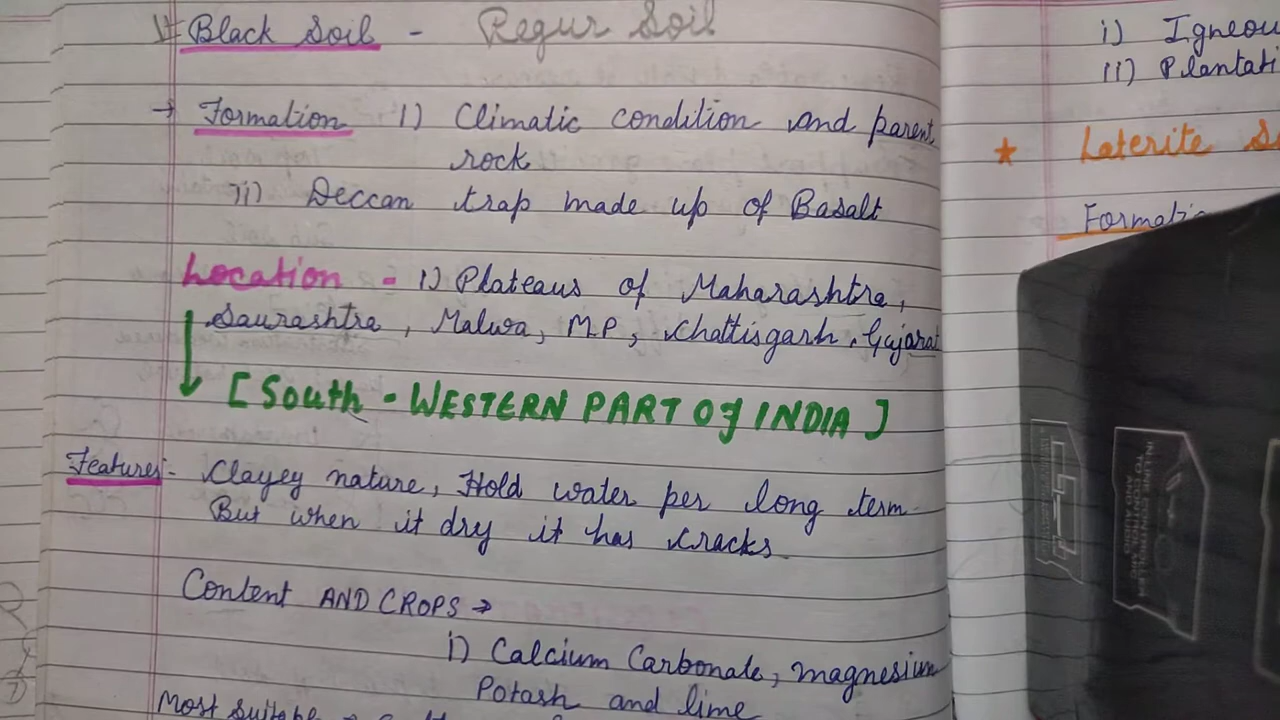 Black Soil - Regur Soil
→ Formation i) Climatic condition and parent
rock
ii) Deccan trap made up of Basalt
Location - i) Plateaus of Maharashtra,
Saurashtra, Malwa, M.P, Chattisgarh, Gujarat
[South - WESTERN PART Of INDIA]
Features:- Clayey nature, Hold water per long term.
But when it dry it has cracks
Content AND CROPS →
i) Calcium Carbonate, magnesium
Potash and lime
Most suitable
i) Igneou
ii) Plantati
★ Laterite S
Formatio